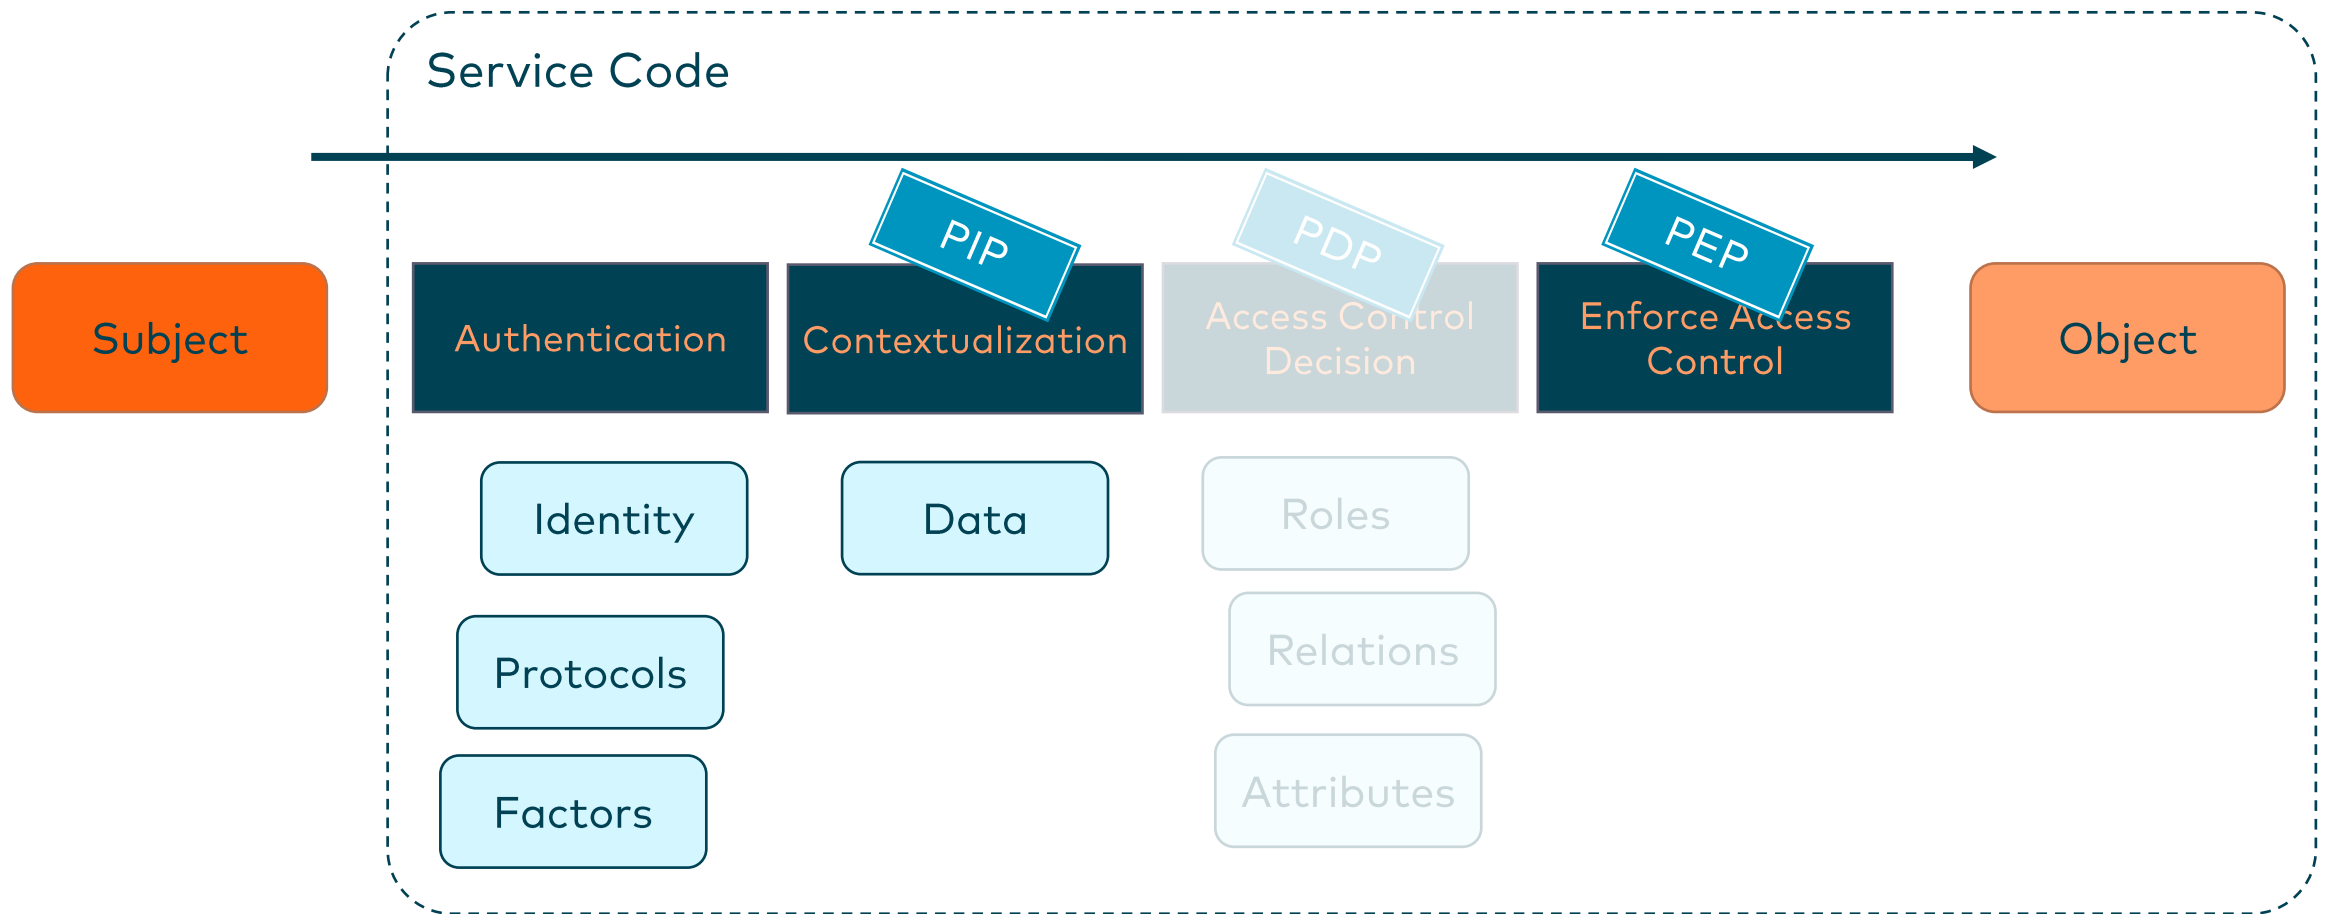 Service Code
PIP
PDP
PEP
Subject
Authentication
Contextualization
Access Control
Decision
Enforce Access
Control
Object
Identity
Data
Roles
Protocols
Relations
Factors
Attributes